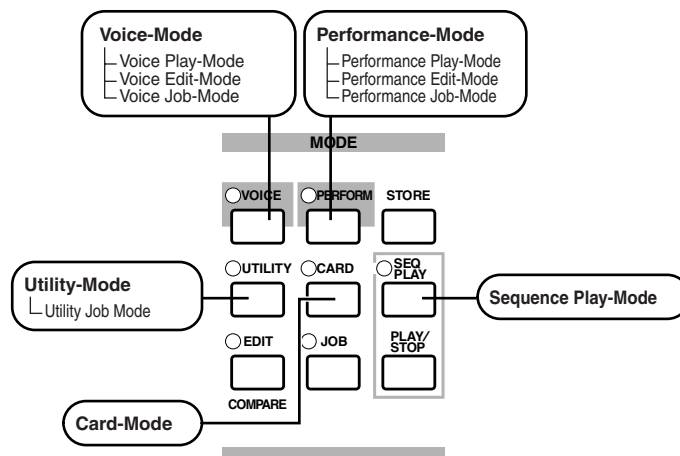 Voice-Mode
Voice Play-Mode
Voice Edit-Mode
Voice Job-Mode
Performance-Mode
Performance Play-Mode
Performance Edit-Mode
Performance Job-Mode
MODE
VOICE
PERFORM
STORE
UTILITY
CARD
SEQ
PLAY
Utility-Mode
Utility Job Mode
Sequence Play-Mode
EDIT
JOB
PLAY/
STOP
COMPARE
Card-Mode